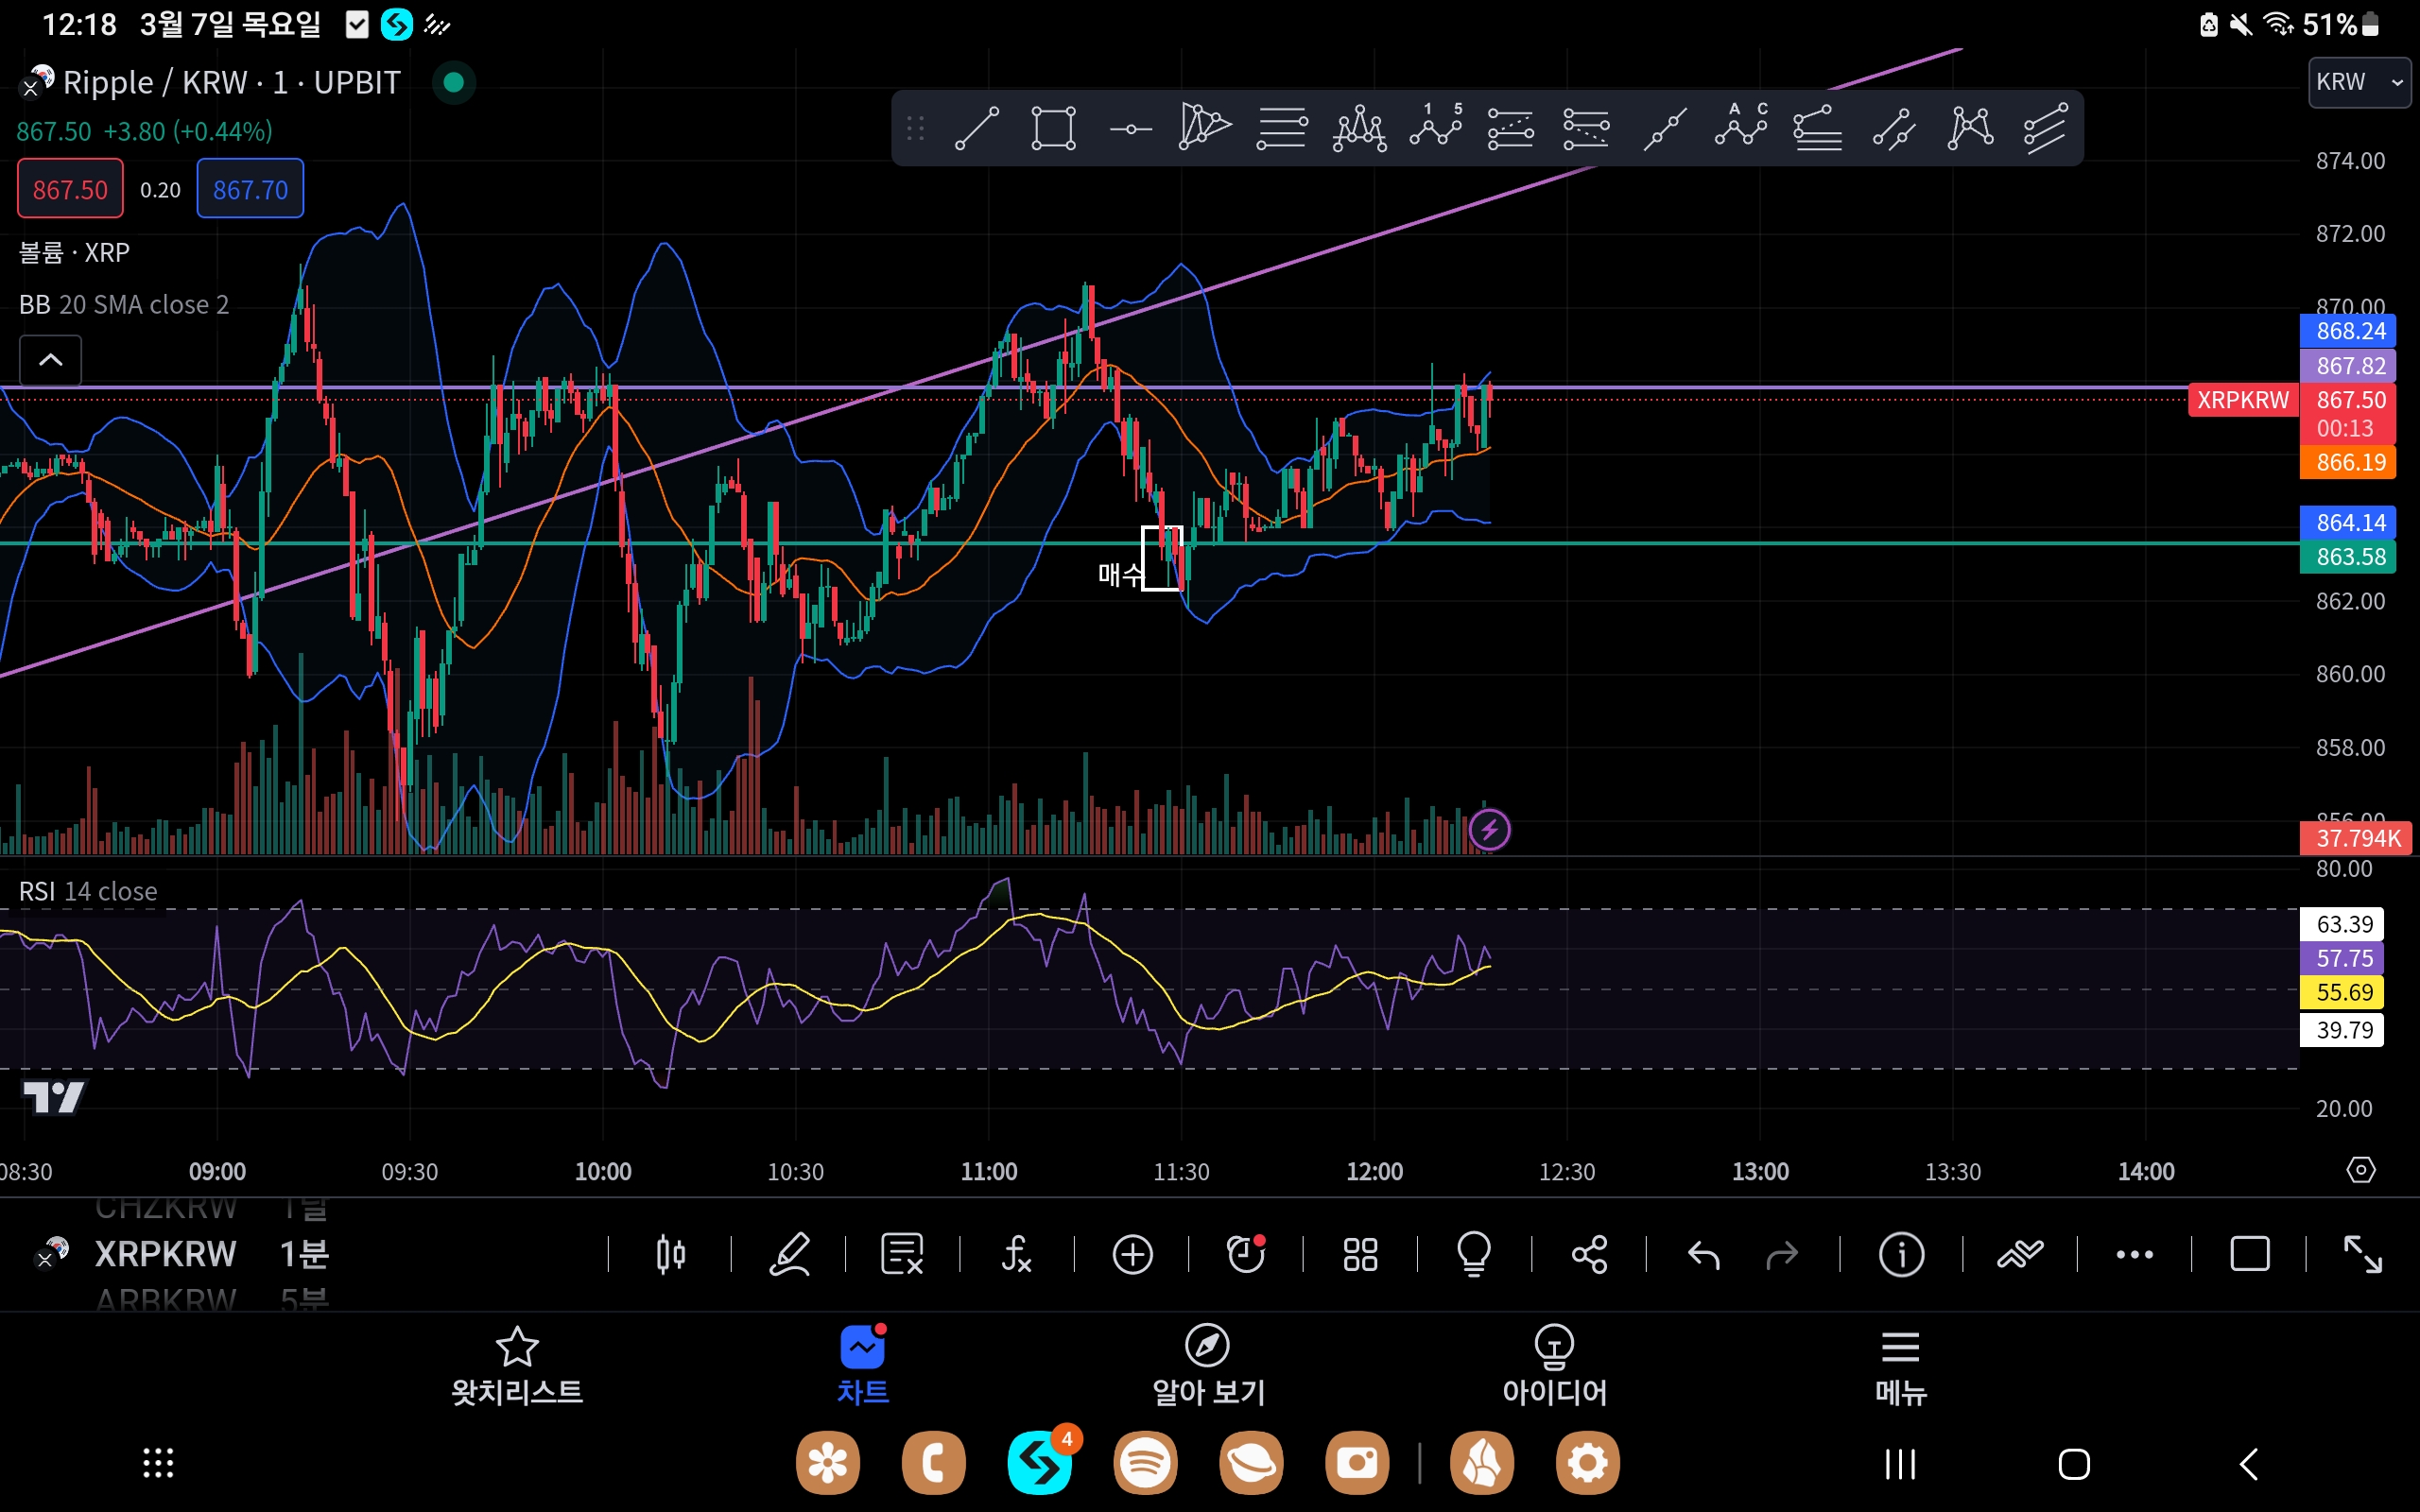 12:18 3월 7일 목요일
51%
Ripple / KRW · 1 · UPBIT
KRW
867.50 +3.80 (+0.44%)
867.50 0.20 867.70
볼륨 · XRP
BB 20 SMA close 2
1 5
A C
874.00
872.00
870.00
868.24
867.82
XRPKRW 867.50
00:13
866.19
864.14
863.58
862.00
860.00
858.00
856.00
37.794K
매수
80.00
RSI 14 close
63.39
57.75
55.69
39.79
20.00
08:30 09:00 09:30 10:00 10:30 11:00 11:30 12:00 12:30 13:00 13:30 14:00
CHZKRW 1달
XRPKRW 1분
ARBKRW 5분
왓치리스트 차트 알아 보기 아이디어 메뉴
4